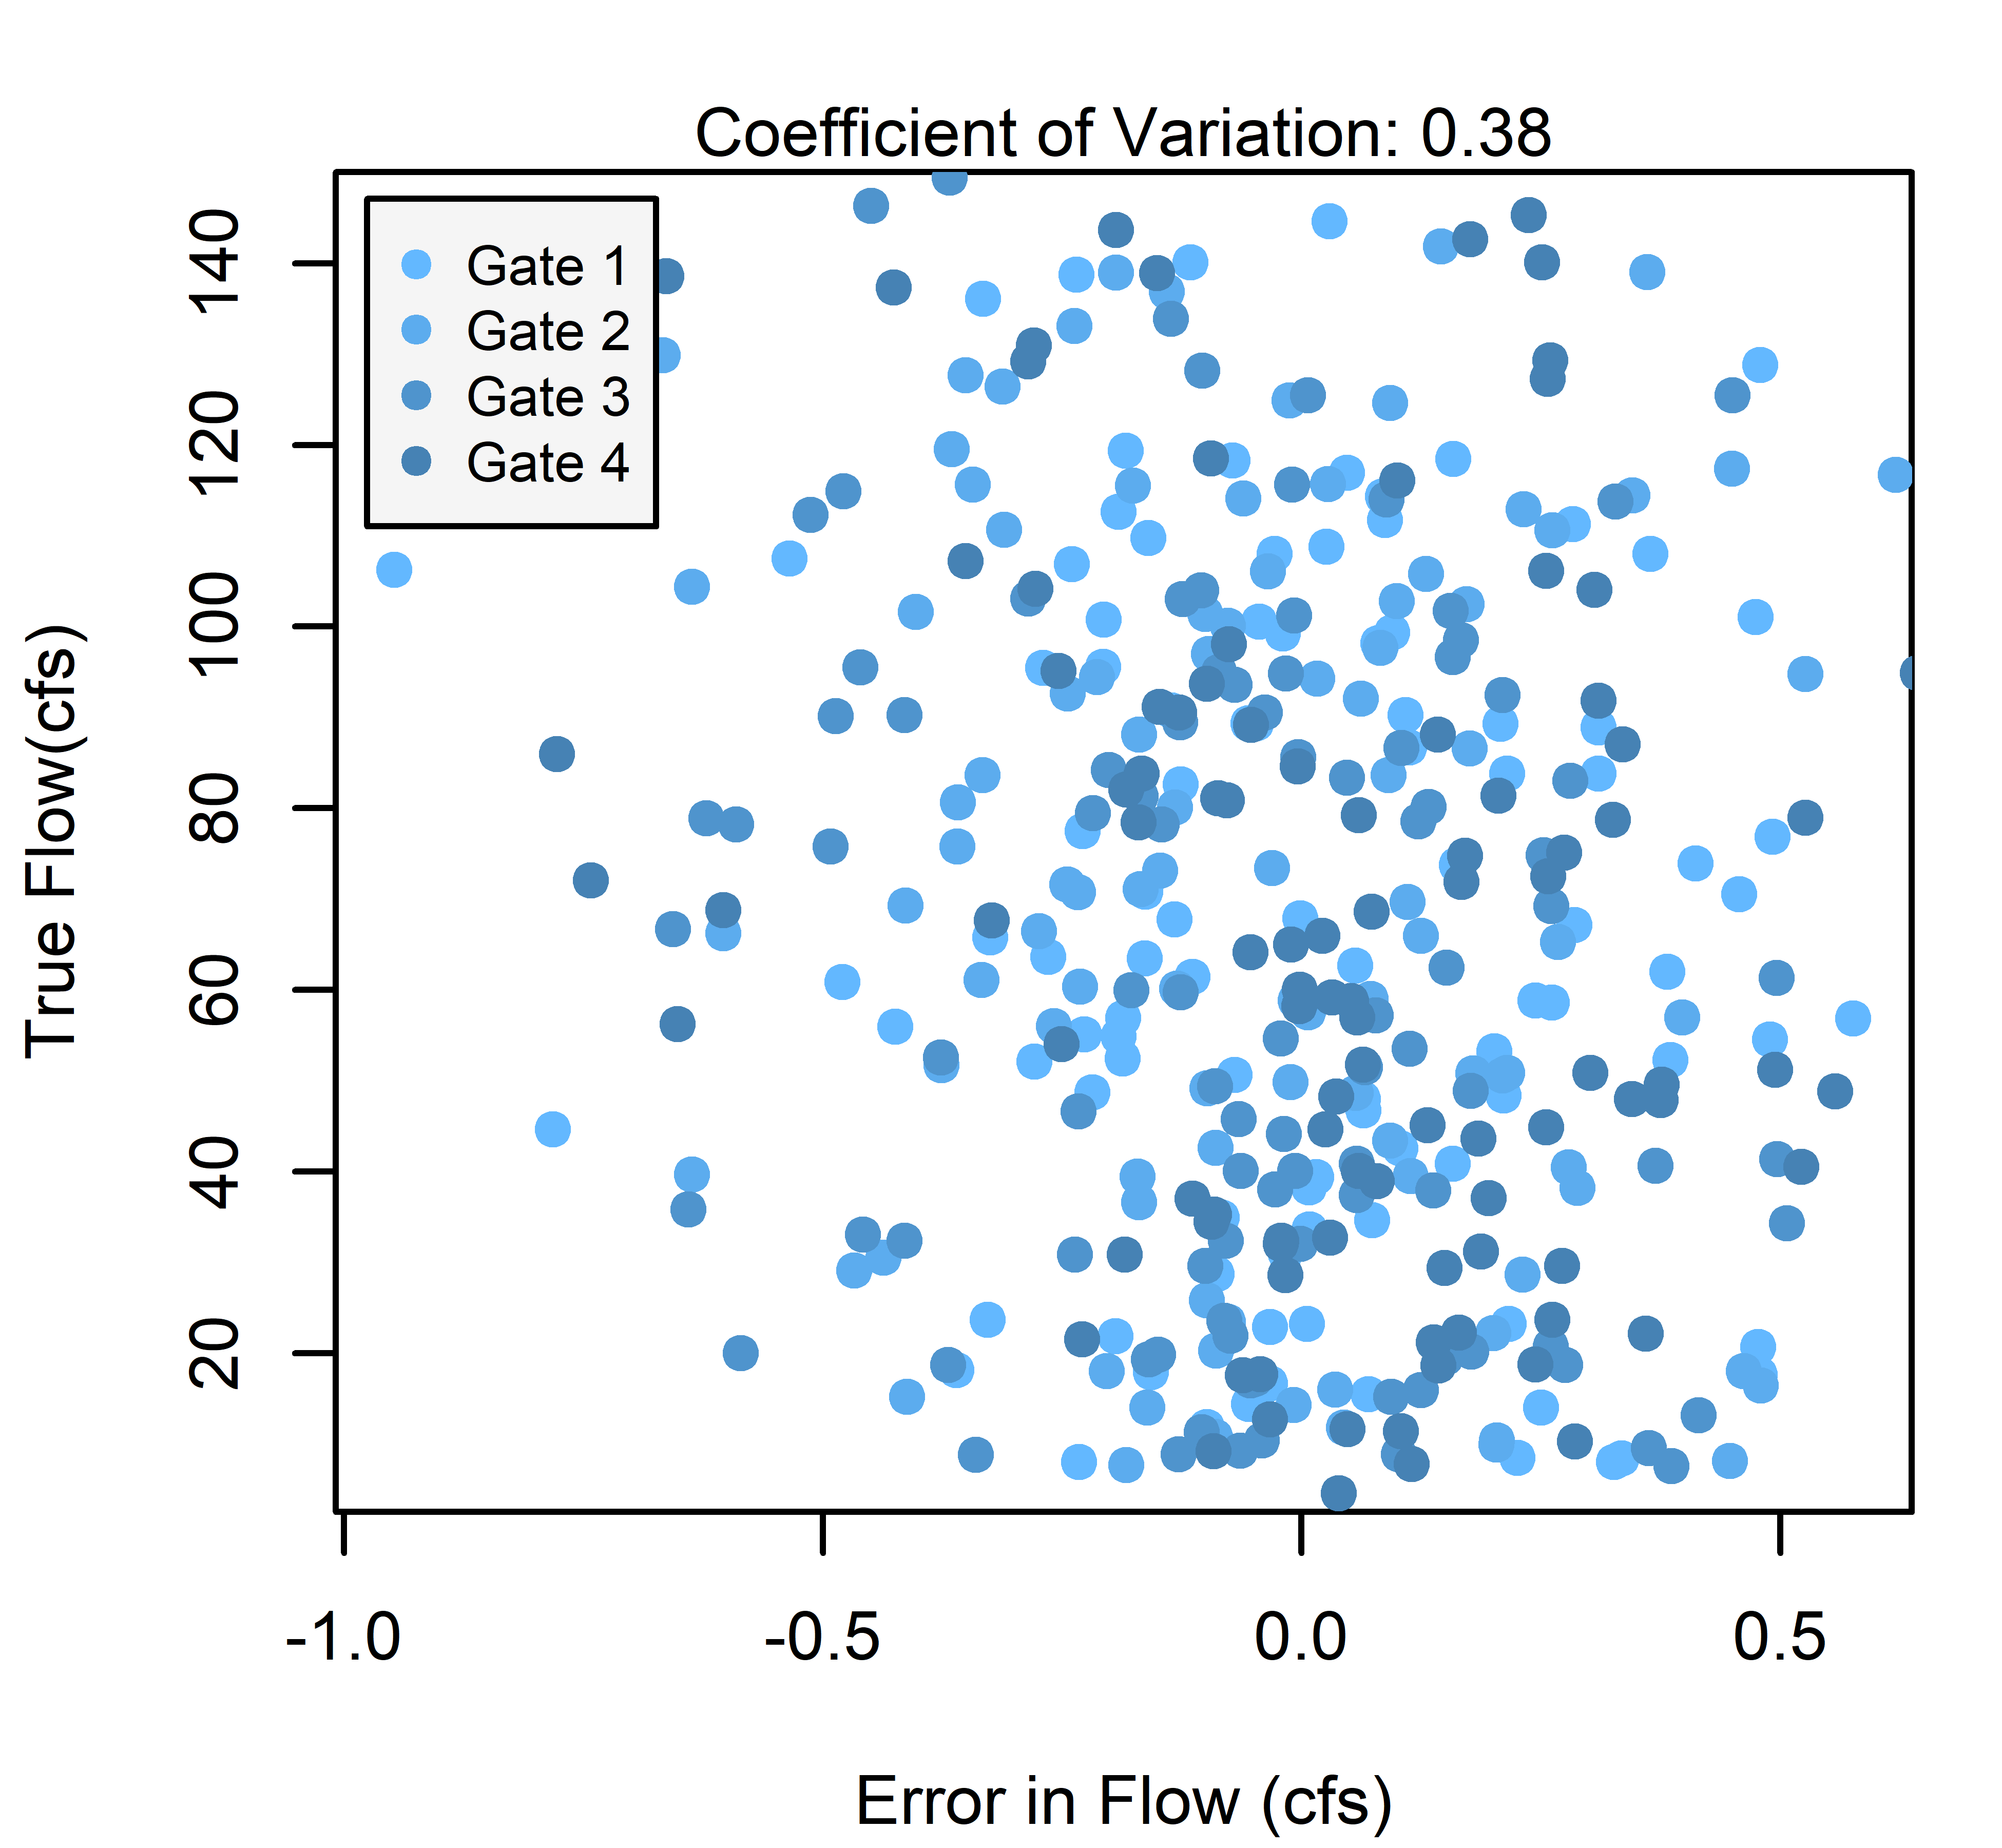 Coefficient of Variation: 0.38
Gate 1
Gate 2
Gate 3
Gate 4
True Flow(cfs)
140
120
100
80
60
40
20
-1.0 -0.5 0.0 0.5
Error in Flow (cfs)